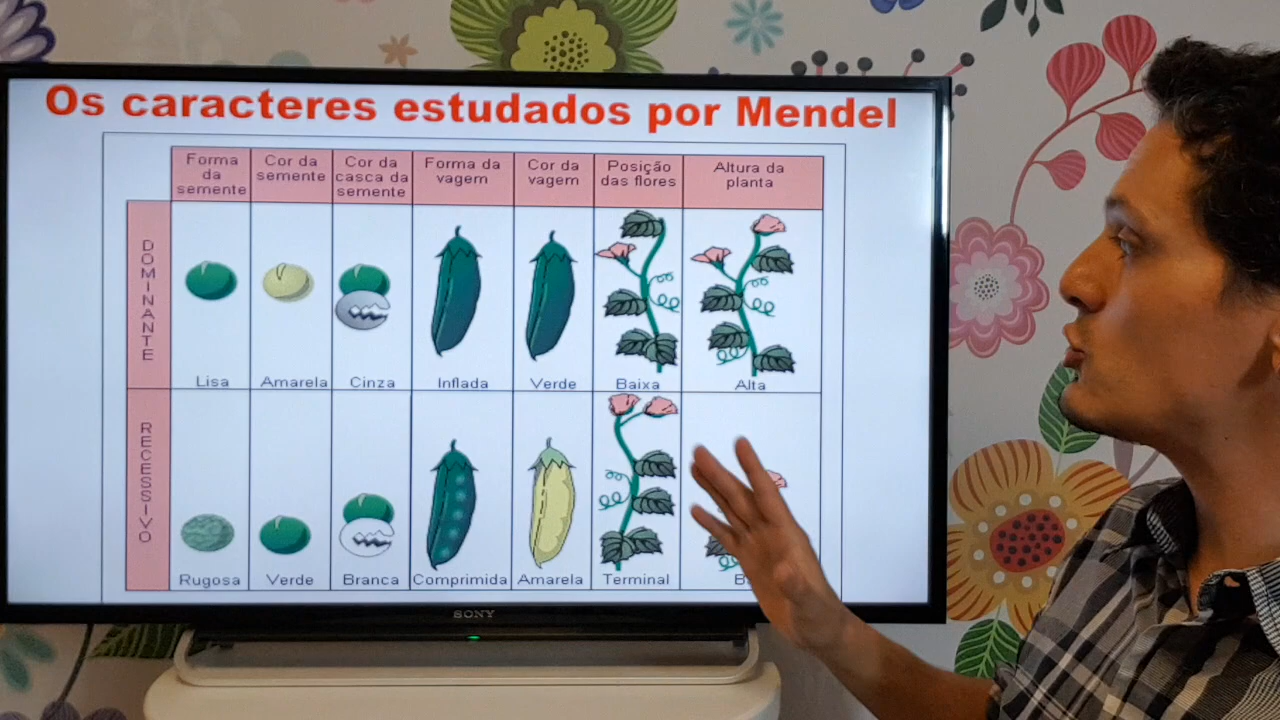 Os caracteres estudados por Mendel
Forma
da
semente
Cor da
semente
Cor da
casca da
semente
Forma da
vagem
Cor da
vagem
Posição
das flores
Altura da
planta
DOMINANTE
Lisa
Amarela
Cinza
Inflada
Verde
Baixa
Alta
RECESSIVO
Rugosa
Verde
Branca
Comprimida
Amarela
Terminal
SONY